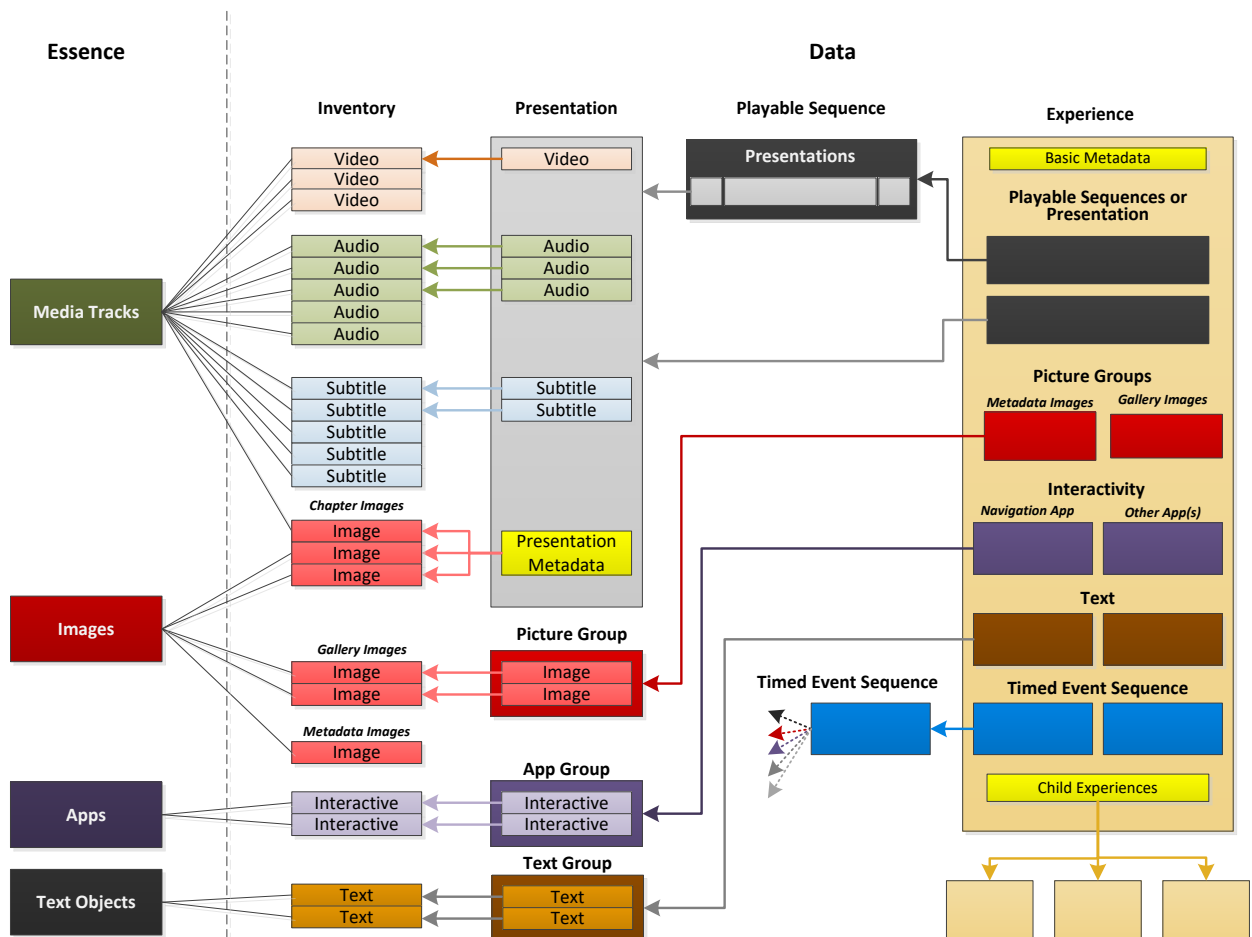 Essence
Data
Inventory
Presentation
Playable Sequence
Experience
Media Tracks
Images
Apps
Text Objects
Video
Video
Video
Audio
Audio
Audio
Audio
Audio
Subtitle
Subtitle
Subtitle
Subtitle
Subtitle
Chapter Images
Image
Image
Image
Gallery Images
Image
Image
Metadata Images
Image
Interactive
Interactive
Text
Text
Video
Audio
Audio
Audio
Subtitle
Subtitle
Presentation
Metadata
Picture Group
Image
Image
App Group
Interactive
Interactive
Text Group
Text
Text
Presentations
Timed Event Sequence
Basic Metadata
Playable Sequences or
Presentation
Picture Groups
Metadata Images
Gallery Images
Interactivity
Navigation App
Other App(s)
Text
Timed Event Sequence
Child Experiences